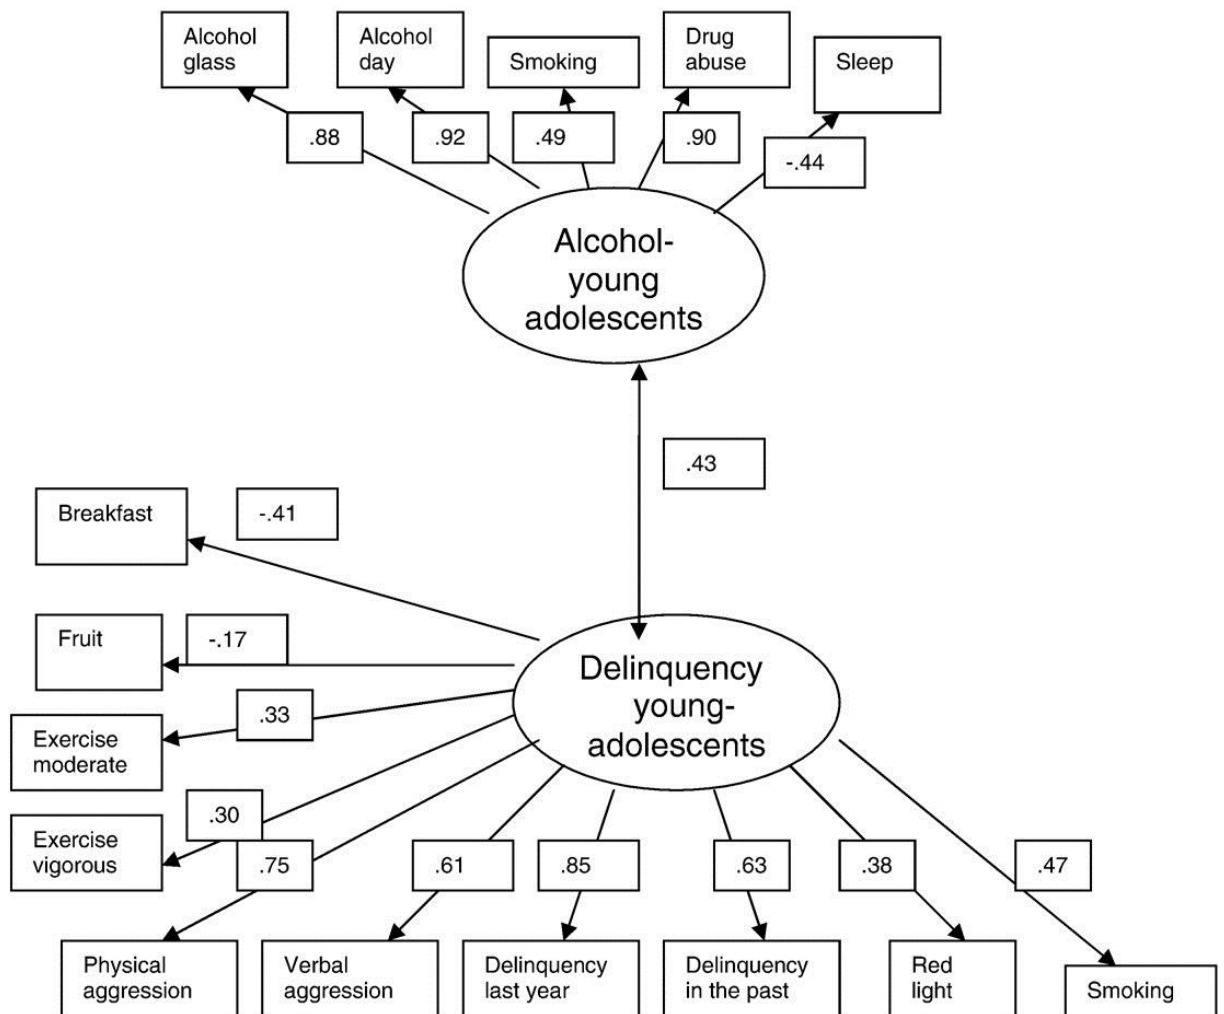 Alcohol
glass
Alcohol
day
Smoking
Drug
abuse
Sleep
.88
.92
.49
.90
-.44
Alcohol-
young
adolescents
.43
Breakfast
-.41
Fruit
-.17
Exercise
moderate
.33
Delinquency
young-
adolescents
Exercise
vigorous
.30
.75
.61
.85
.63
.38
.47
Physical
aggression
Verbal
aggression
Delinquency
last year
Delinquency
in the past
Red
light
Smoking